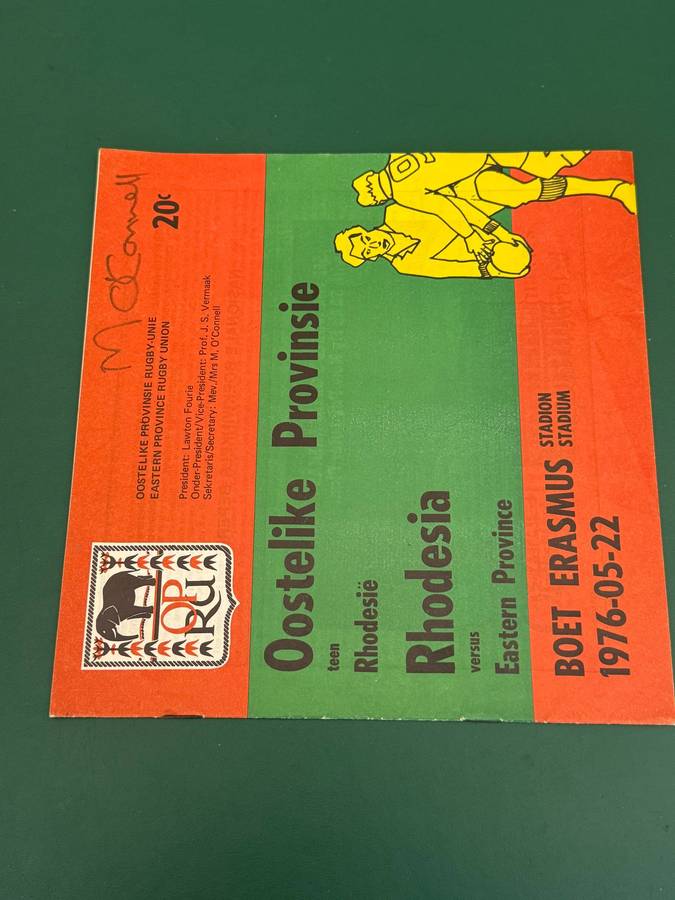 M O'Connell
20c
OOSTELIKE PROVINSIE RUGBY-UNIE
EASTERN PROVINCE RUGBY UNION
President: Lawton Fourie
Onder-President/Vice-President: Prof. J. S. Vermaak
Sekretaris/Secretary: Mev./Mrs M. O'Connell
OP
RU
Oostelike Provinsie
teen
Rhodesië
Rhodesia
versus
Eastern Province
BOET ERASMUS STADION
STADIUM
1976-05-22